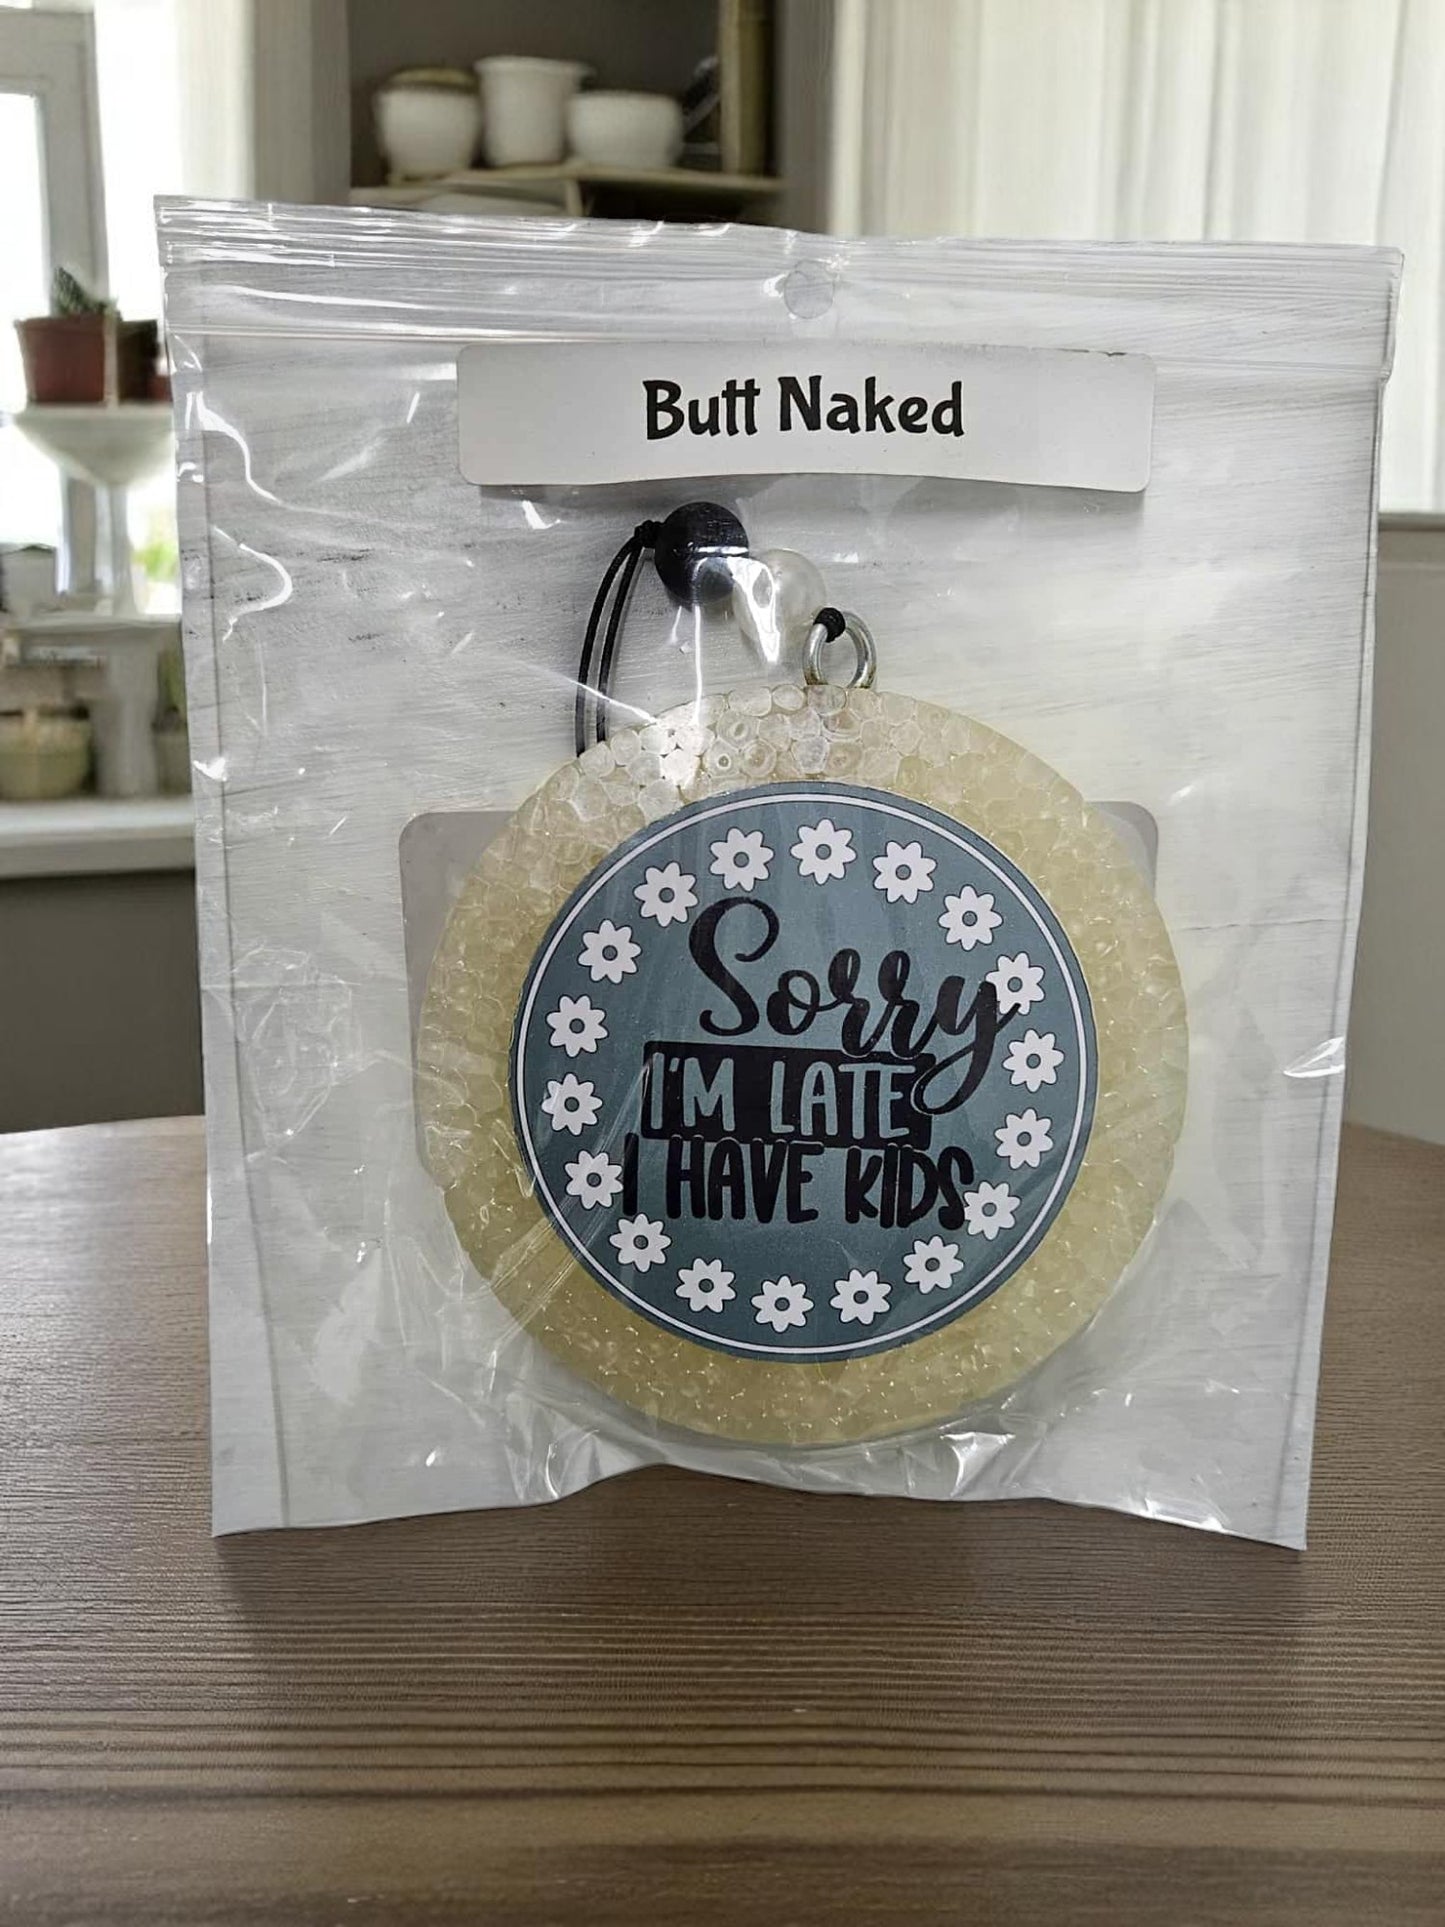 Butt Naked
Sorry
I'M LATE
I HAVE KIDS